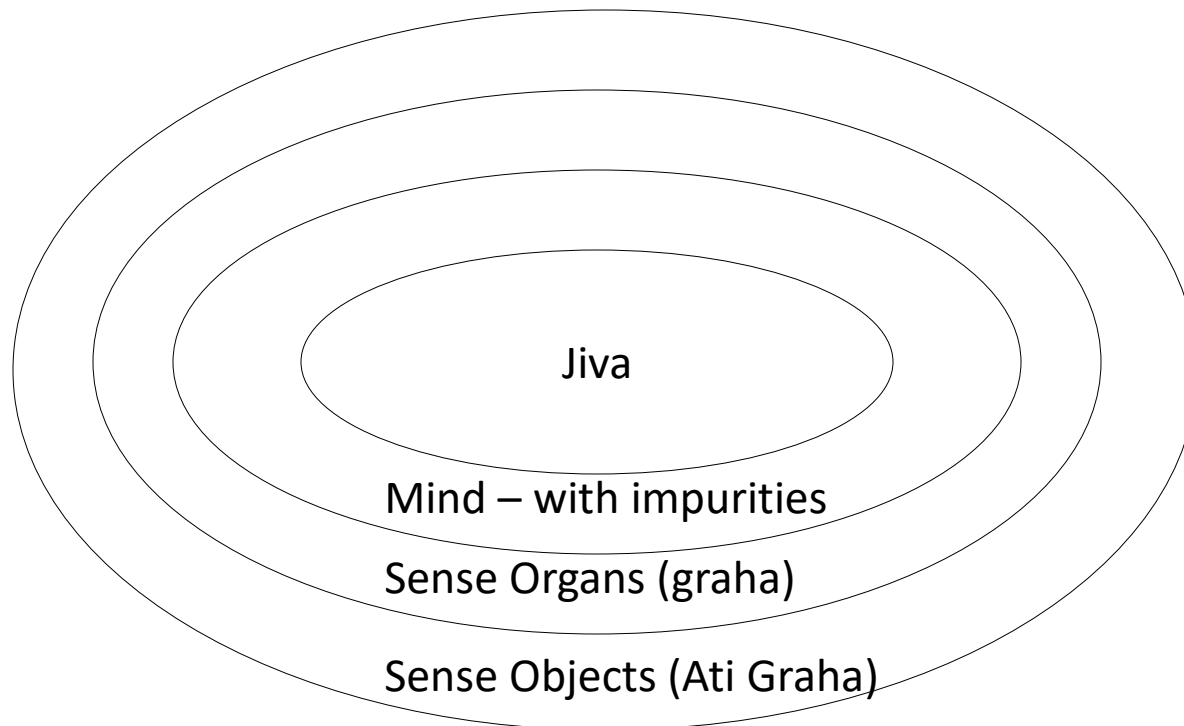 Jiva
Mind – with impurities
Sense Organs (graha)
Sense Objects (Ati Graha)